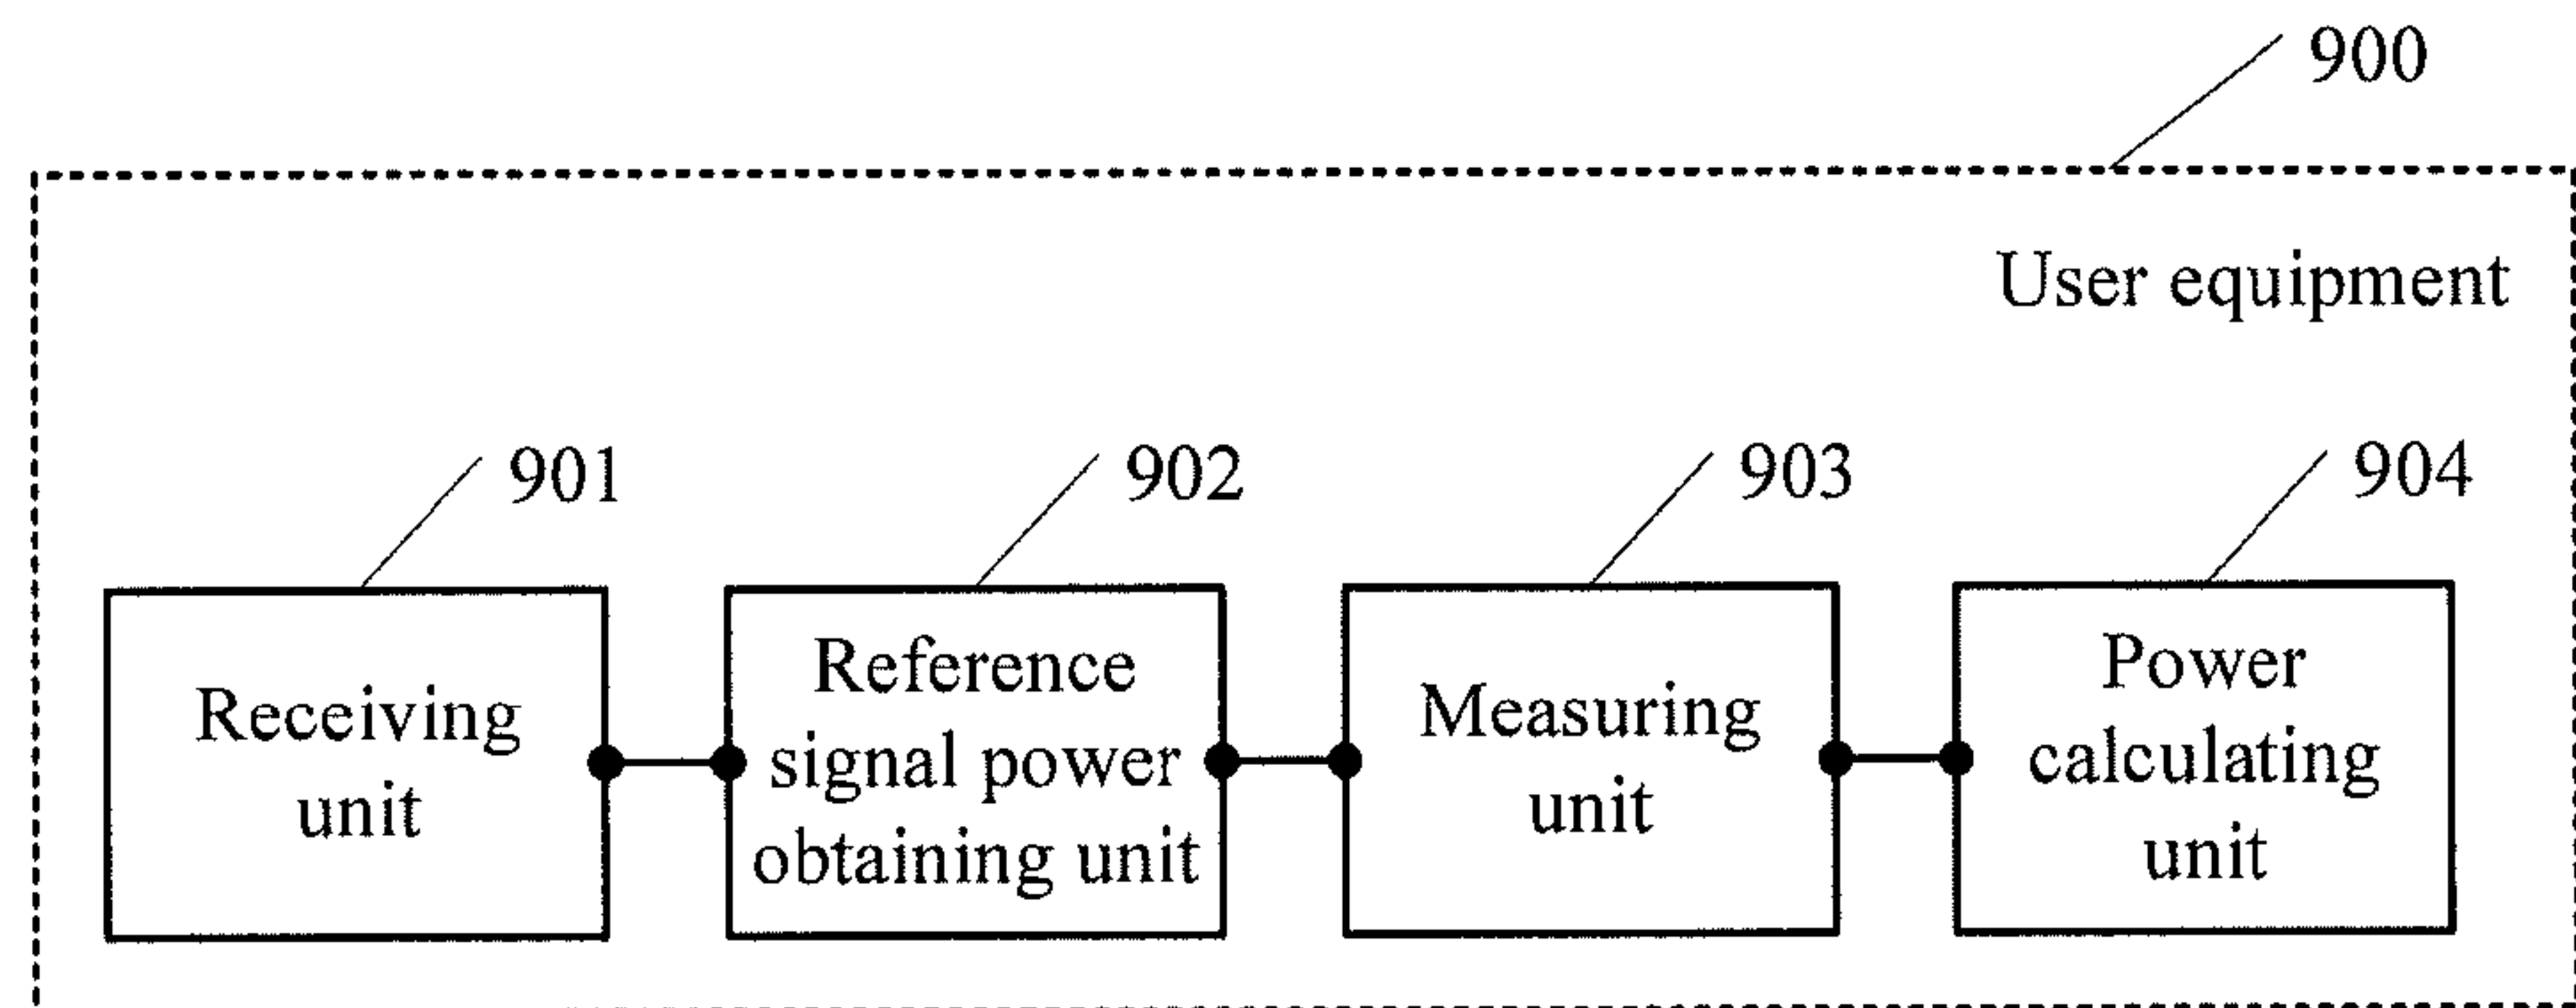 900
User equipment
901
902
903
904
Receiving
unit
Reference
signal power
obtaining unit
Measuring
unit
Power
calculating
unit